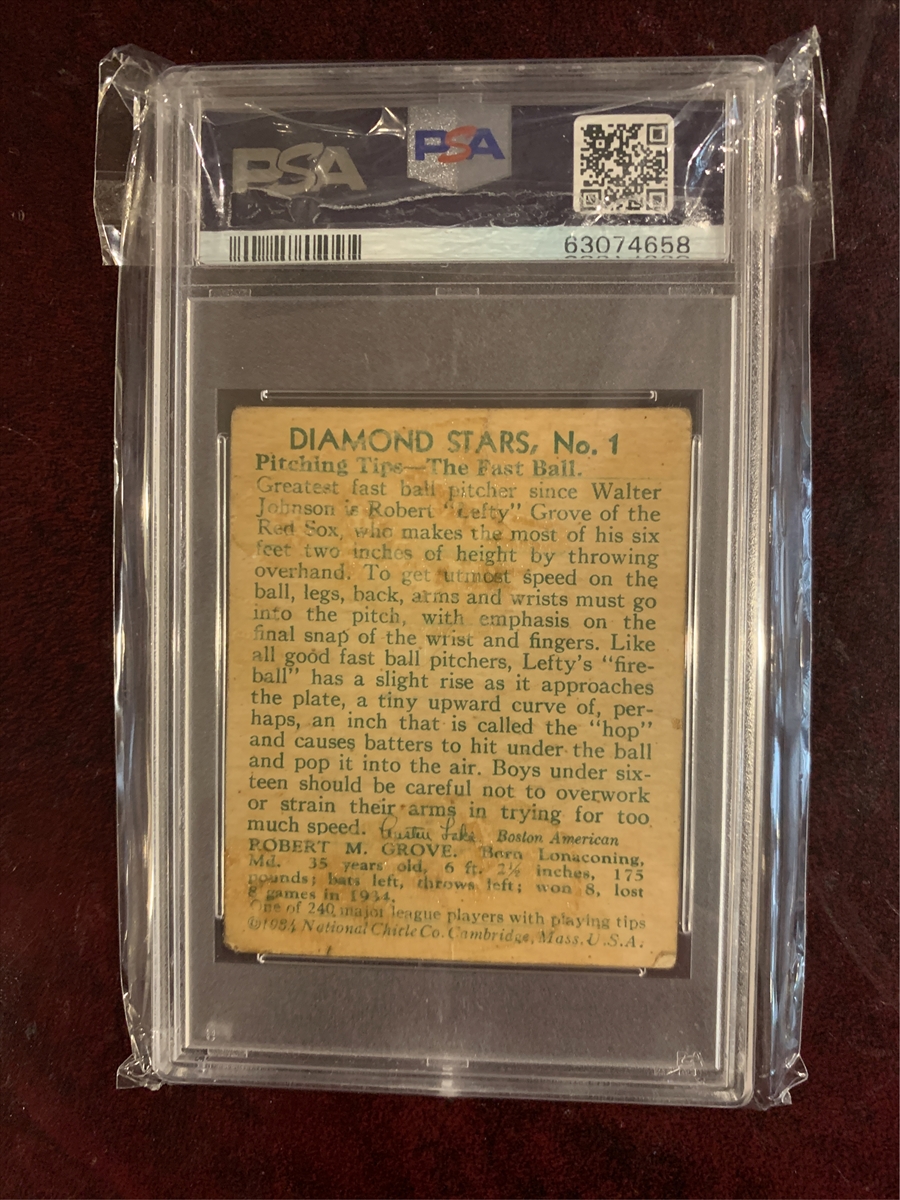 PSA
PSA
63074658
DIAMOND STARS, No. 1
Pitching Tips—The Fast Ball.
Greatest fast ball pitcher since Walter
Johnson is Robert "Lefty" Grove of the
Red Sox, who makes the most of his six
feet two inches of height by throwing
overhand. To get utmost speed on the
ball, legs, back, arms and wrists must go
into the pitch, with emphasis on the
final snap of the wrist and fingers. Like
all good fast ball pitchers, Lefty's "fire-
ball" has a slight rise as it approaches
the plate, a tiny upward curve of, per-
haps, an inch that is called the "hop"
and causes batters to hit under the ball
and pop it into the air. Boys under six-
teen should be careful not to overwork
or strain their arms in trying for too
much speed. Austen Lake Boston American
ROBERT M. GROVE. Born Lonaconing,
Md. 35 years old, 6 ft. 2½ inches, 175
pounds; bats left, throws left; won 8, lost
8 games in 1934.
One of 240 major league players with playing tips
National Chicle Co. Cambridge, Mass. U.S.A.